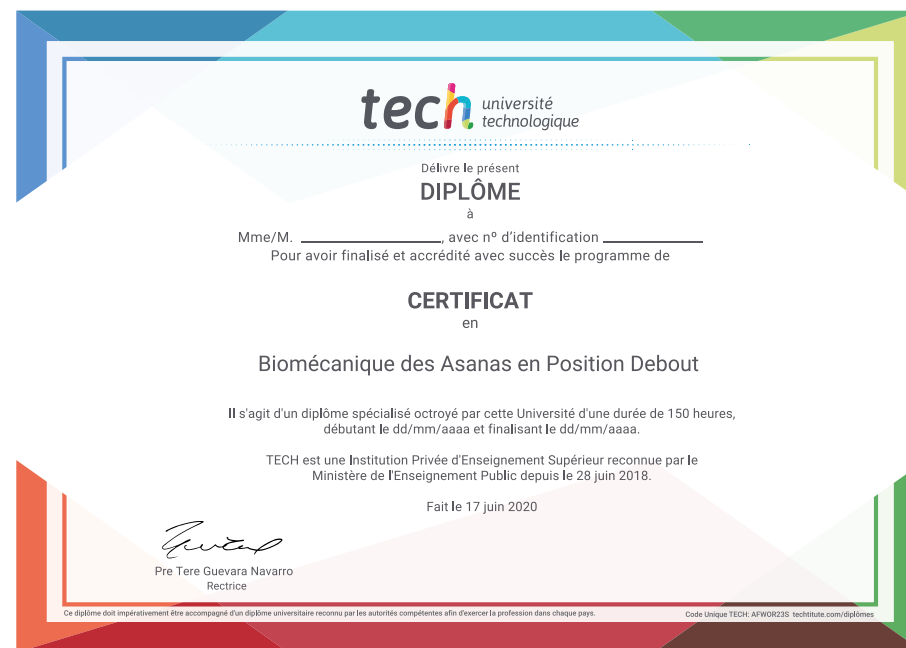 tech université
technologique
Délivre le présent
DIPLÔME
à
Mme/M. ____________________, avec nº d'identification ______________
Pour avoir finalisé et accrédité avec succès le programme de
CERTIFICAT
en
Biomécanique des Asanas en Position Debout
Il s'agit d'un diplôme spécialisé octroyé par cette Université d'une durée de 150 heures,
débutant le dd/mm/aaaa et finalisant le dd/mm/aaaa.
TECH est une Institution Privée d'Enseignement Supérieur reconnue par le
Ministère de l'Enseignement Public depuis le 28 juin 2018.
Fait le 17 juin 2020
Pre Tere Guevara Navarro
Rectrice
Ce diplôme doit impérativement être accompagné d'un diplôme universitaire reconnu par les autorités compétentes afin d'exercer la profession dans chaque pays.
Code Unique TECH: AFWOR23S techtitute.com/diplômes